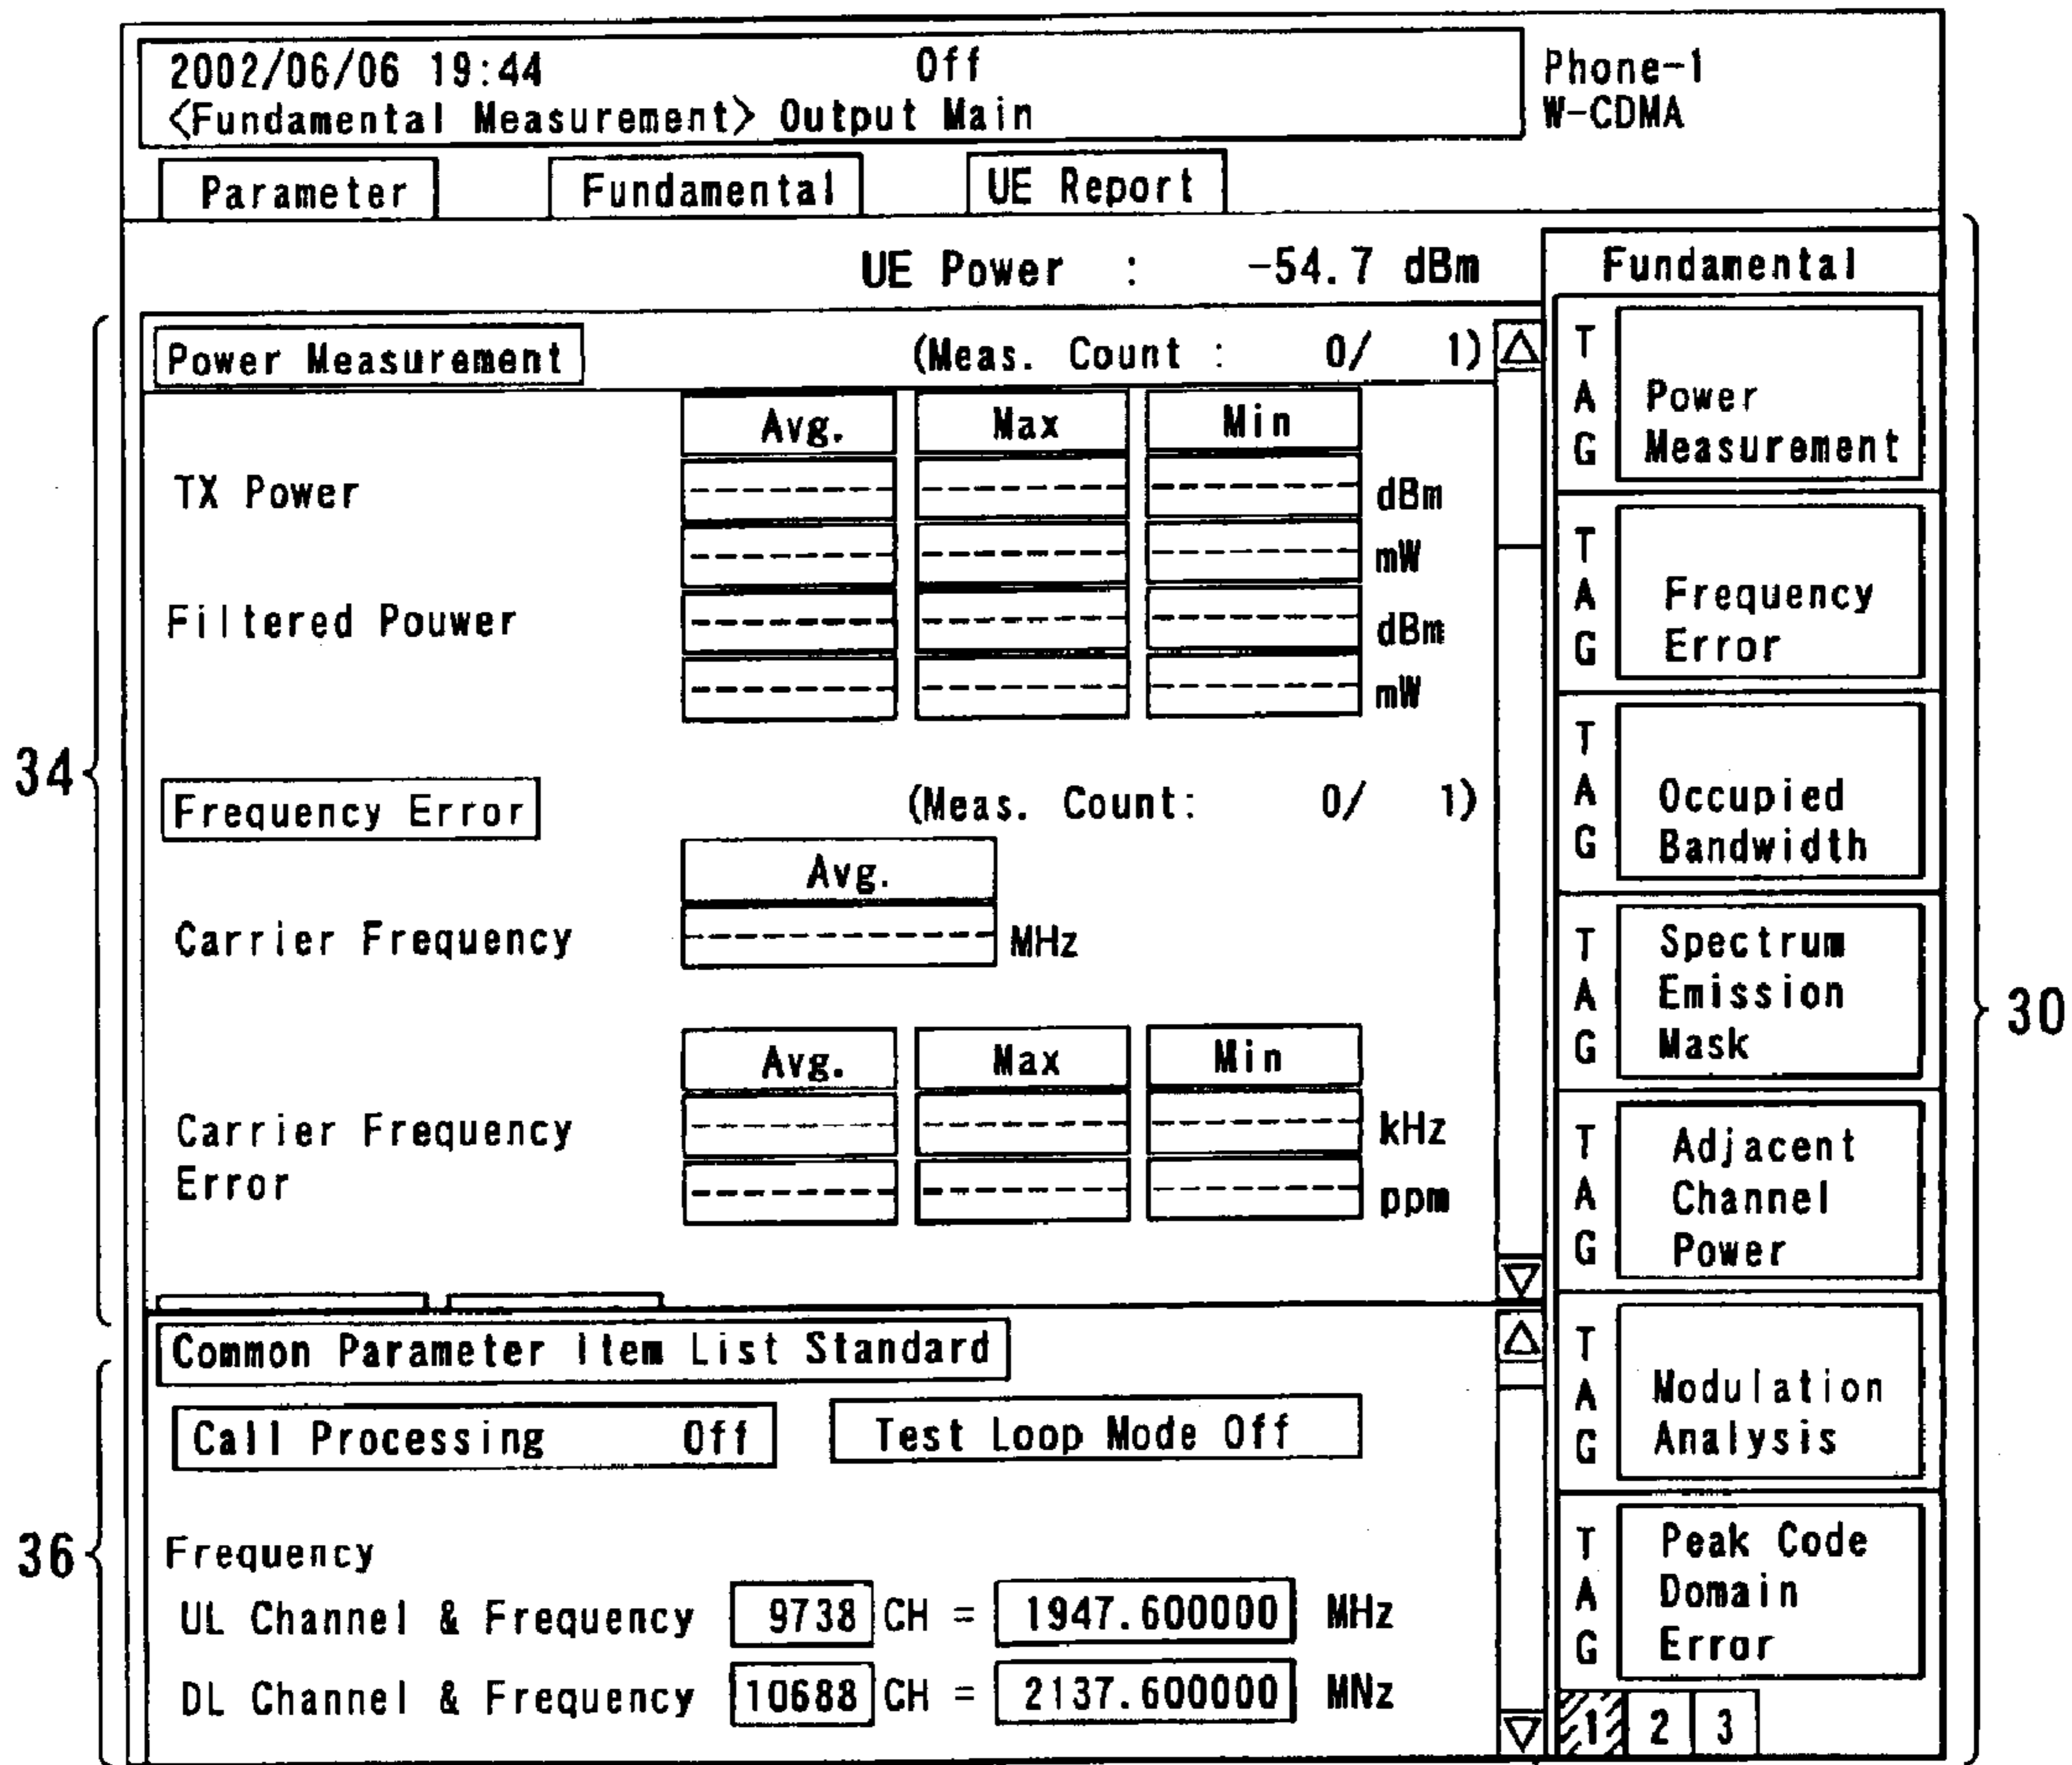 2002/06/06 19:44 Off
<Fundamental Measurement> Output Main
Phone-1
W-CDMA
Parameter Fundamental UE Report
UE Power : -54.7 dBm
Power Measurement (Meas. Count : 0/ 1)
Avg. Max Min
TX Power dBm
mW
Filtered Pouwer dBm
mW
Frequency Error (Meas. Count: 0/ 1)
Avg.
Carrier Frequency MHz
Avg. Max Min
Carrier Frequency kHz
Error ppm
34
Common Parameter Item List Standard
Call Processing Off Test Loop Mode Off
Frequency
UL Channel & Frequency 9738 CH = 1947.600000 MHz
DL Channel & Frequency 10688 CH = 2137.600000 MNz
36
Fundamental
TAG
Power
Measurement
TAG
Frequency
Error
TAG
Occupied
Bandwidth
TAG
Spectrum
Emission
Mask
TAG
Adjacent
Channel
Power
TAG
Modulation
Analysis
TAG
Peak Code
Domain
Error
1 2 3
30